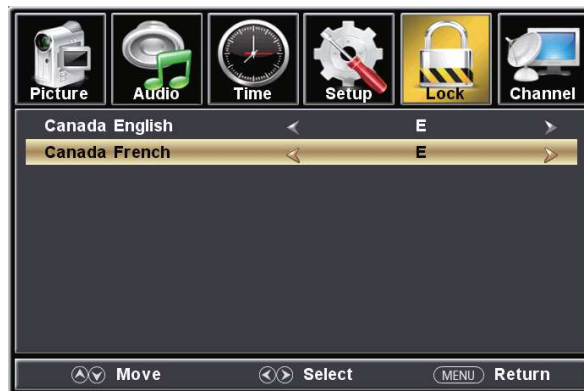 Picture Audio Time Setup Lock Channel
Canada English E
Canada French E
Move Select MENU Return